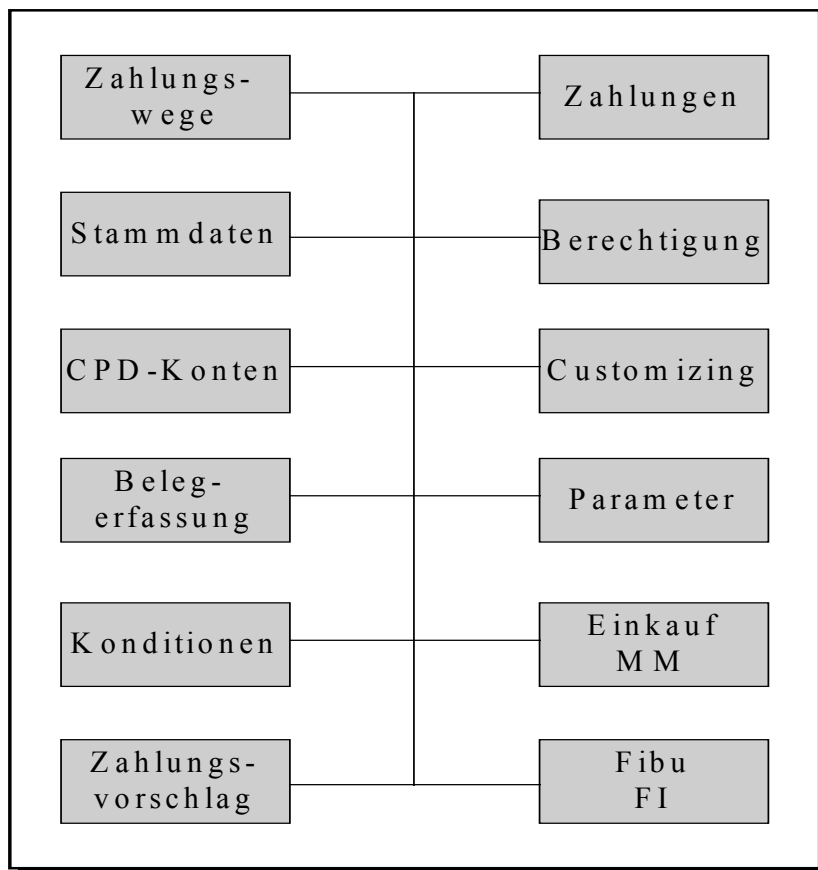 Zahlungs-
wege
Zahlungen
Stammdaten
Berechtigung
CPD-Konten
Customizing
Beleg-
erfassung
Parameter
Konditionen
Einkauf
MM
Zahlungs-
vorschlag
Fibu
FI